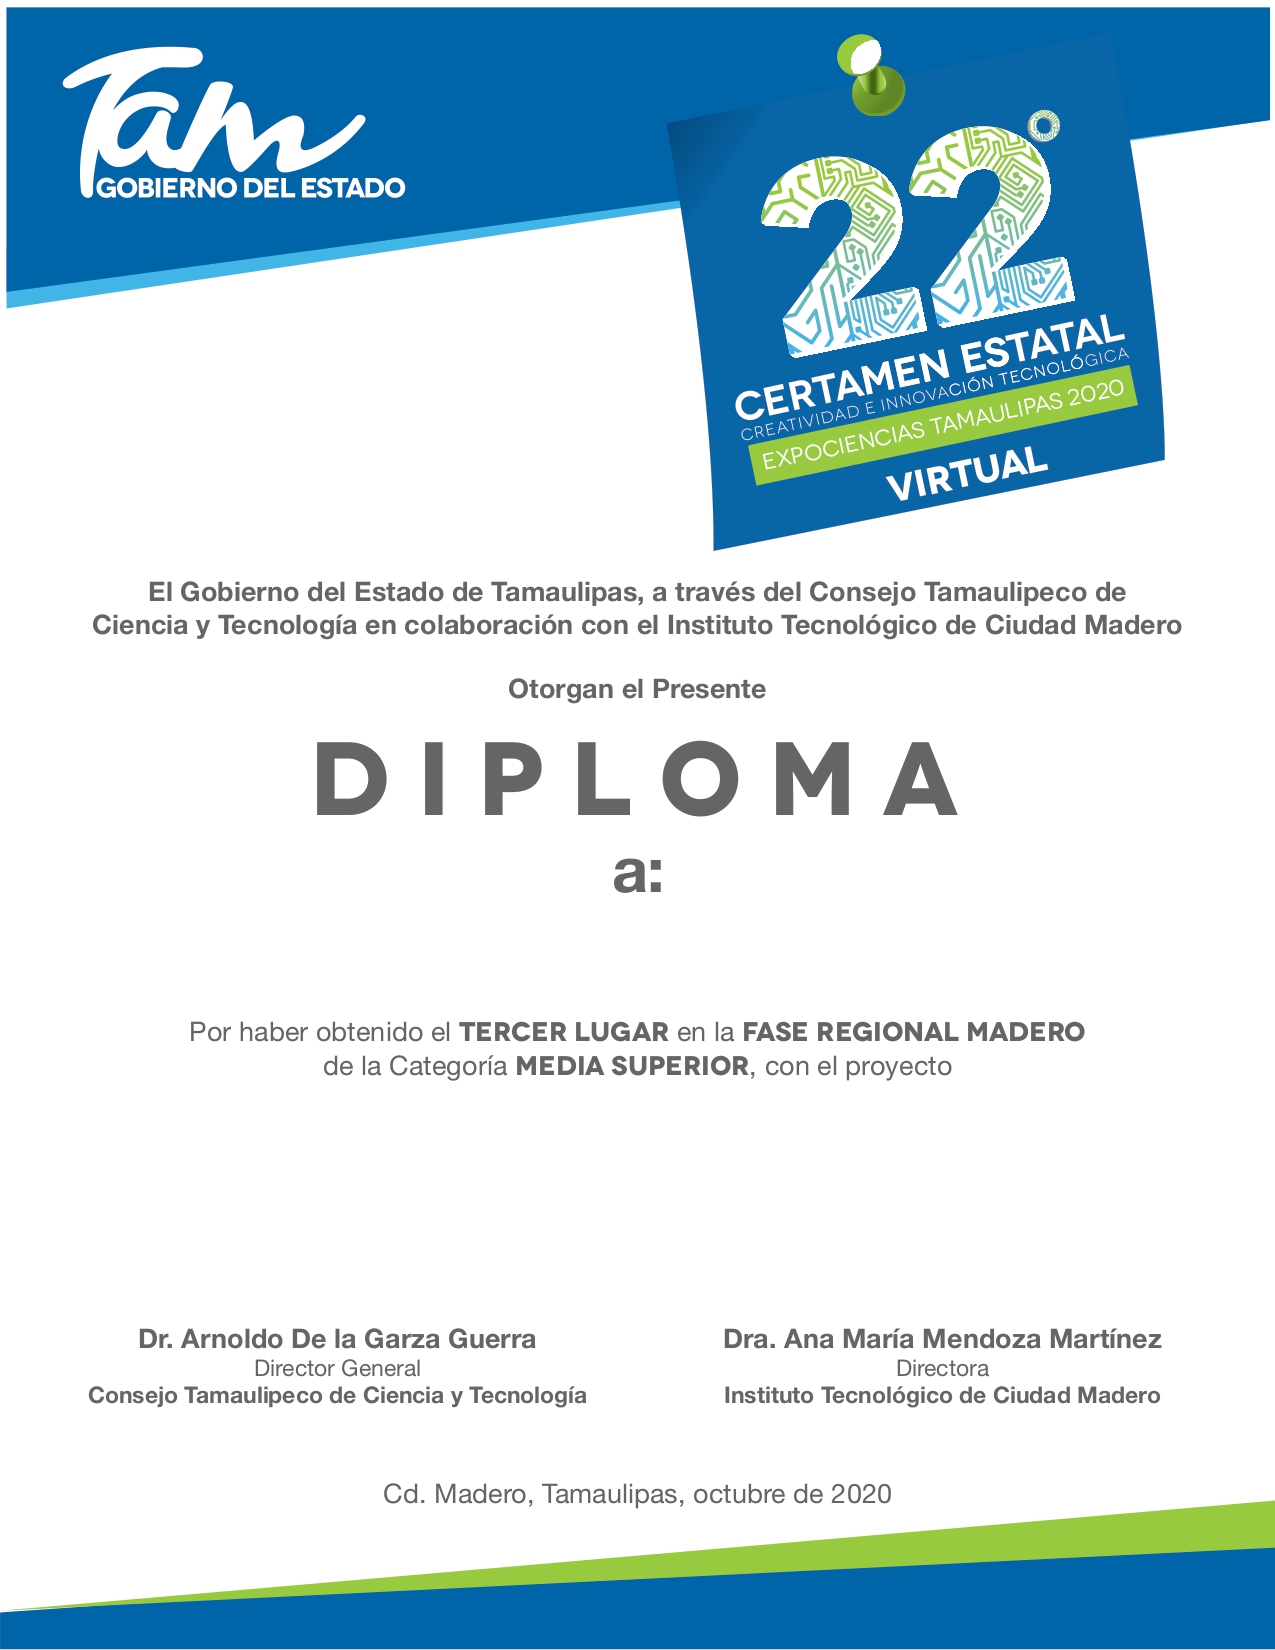 Tam
GOBIERNO DEL ESTADO
22°
CERTAMEN ESTATAL
CREATIVIDAD E INNOVACIÓN TECNOLÓGICA
EXPOCIENCIAS TAMAULIPAS 2020
VIRTUAL
El Gobierno del Estado de Tamaulipas, a través del Consejo Tamaulipeco de
Ciencia y Tecnología en colaboración con el Instituto Tecnológico de Ciudad Madero
Otorgan el Presente
DIPLOMA
a:
Por haber obtenido el TERCER LUGAR en la FASE REGIONAL MADERO
de la Categoría MEDIA SUPERIOR, con el proyecto
Dr. Arnoldo De la Garza Guerra
Director General
Consejo Tamaulipeco de Ciencia y Tecnología
Dra. Ana María Mendoza Martínez
Directora
Instituto Tecnológico de Ciudad Madero
Cd. Madero, Tamaulipas, octubre de 2020